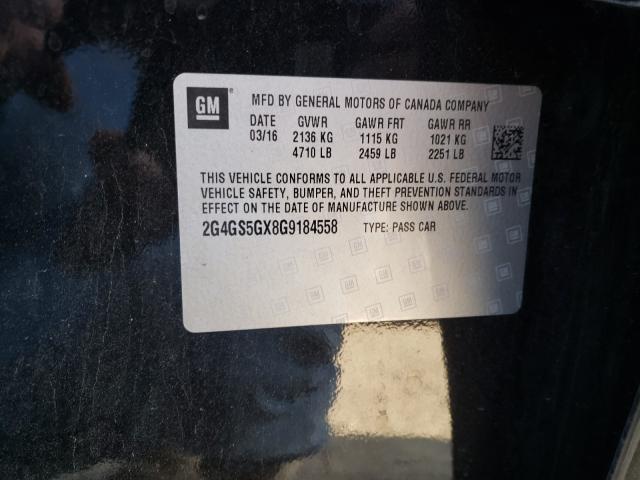 GM
MFD BY GENERAL MOTORS OF CANADA COMPANY
DATE GVWR GAWR FRT GAWR RR
03/16 2136 KG 1115 KG 1021 KG
4710 LB 2459 LB 2251 LB
THIS VEHICLE CONFORMS TO ALL APPLICABLE U.S. FEDERAL MOTOR
VEHICLE SAFETY, BUMPER, AND THEFT PREVENTION STANDARDS IN
EFFECT ON THE DATE OF MANUFACTURE SHOWN ABOVE.
2G4GS5GX8G9184558 TYPE: PASS CAR